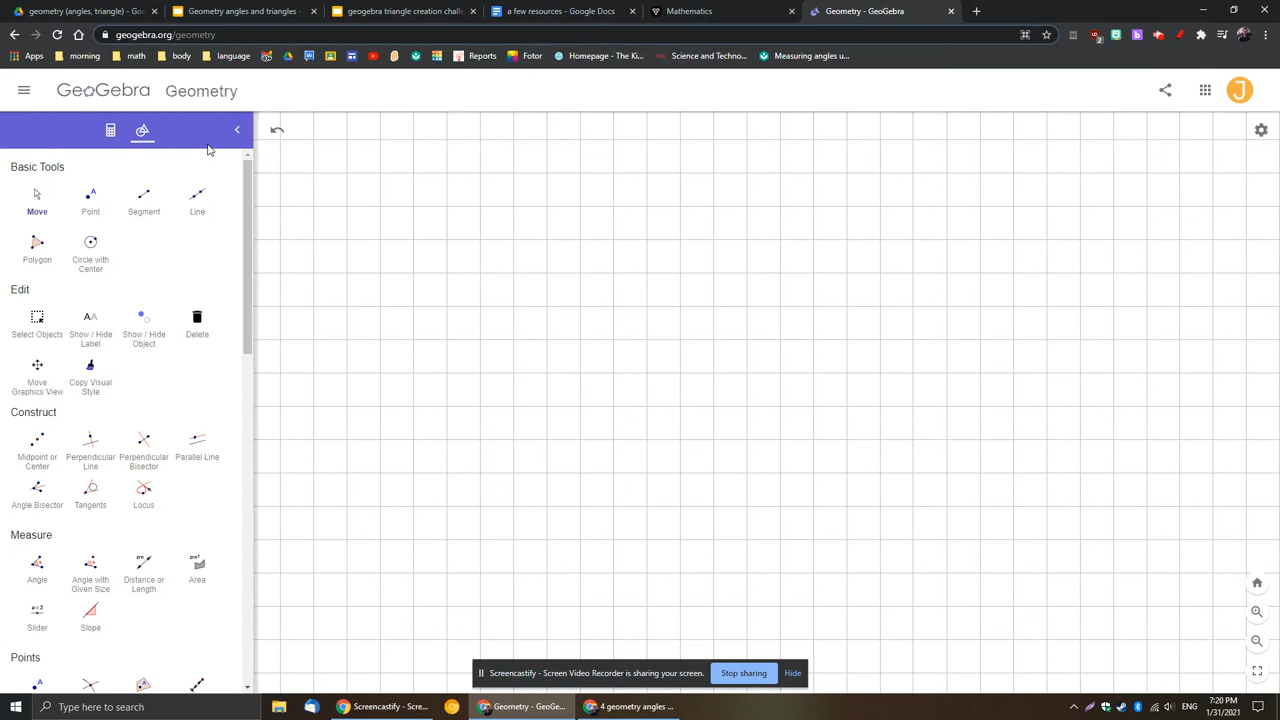 geometry (angles, triangle) - Go
Geometry angles and triangles -
geogebra triangle creation chall
a few resources - Google Docs
Mathematics
Geometry - GeoGebra
geogebra.org/geometry
Apps
morning
math
body
language
Reports
Fotor
Homepage - The Ki...
Science and Techno...
Measuring angles u...
GeoGebra
Geometry
J
Basic Tools
Move
Point
Segment
Line
Polygon
Circle with Center
Edit
Select Objects
Show / Hide Label
Show / Hide Object
Delete
Move Graphics View
Copy Visual Style
Construct
Midpoint or Center
Perpendicular Line
Perpendicular Bisector
Parallel Line
Angle Bisector
Tangents
Locus
Measure
Angle
Angle with Given Size
Distance or Length
Area
Slider
Slope
Points
Screencastify - Screen Video Recorder is sharing your screen.
Stop sharing
Hide
Type here to search
Screencastify - Scre...
Geometry - GeoGe...
4 geometry angles ...
7:20 PM
1/31/2021